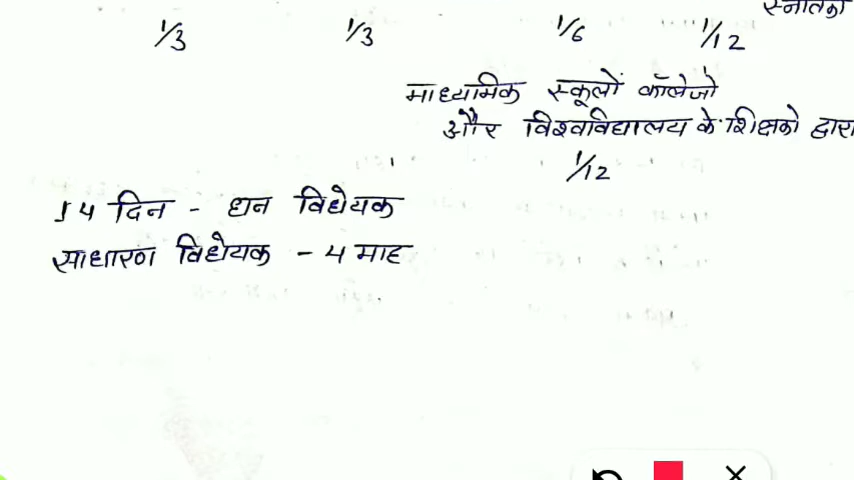 स्नातको
1/3 1/3 1/6 1/12
माध्यमिक स्कूलों कॉलेजो
और विश्वविद्यालय के शिक्षको द्वारा
1/12
14 दिन - धन विधेयक
साधारण विधेयक - 4 माह